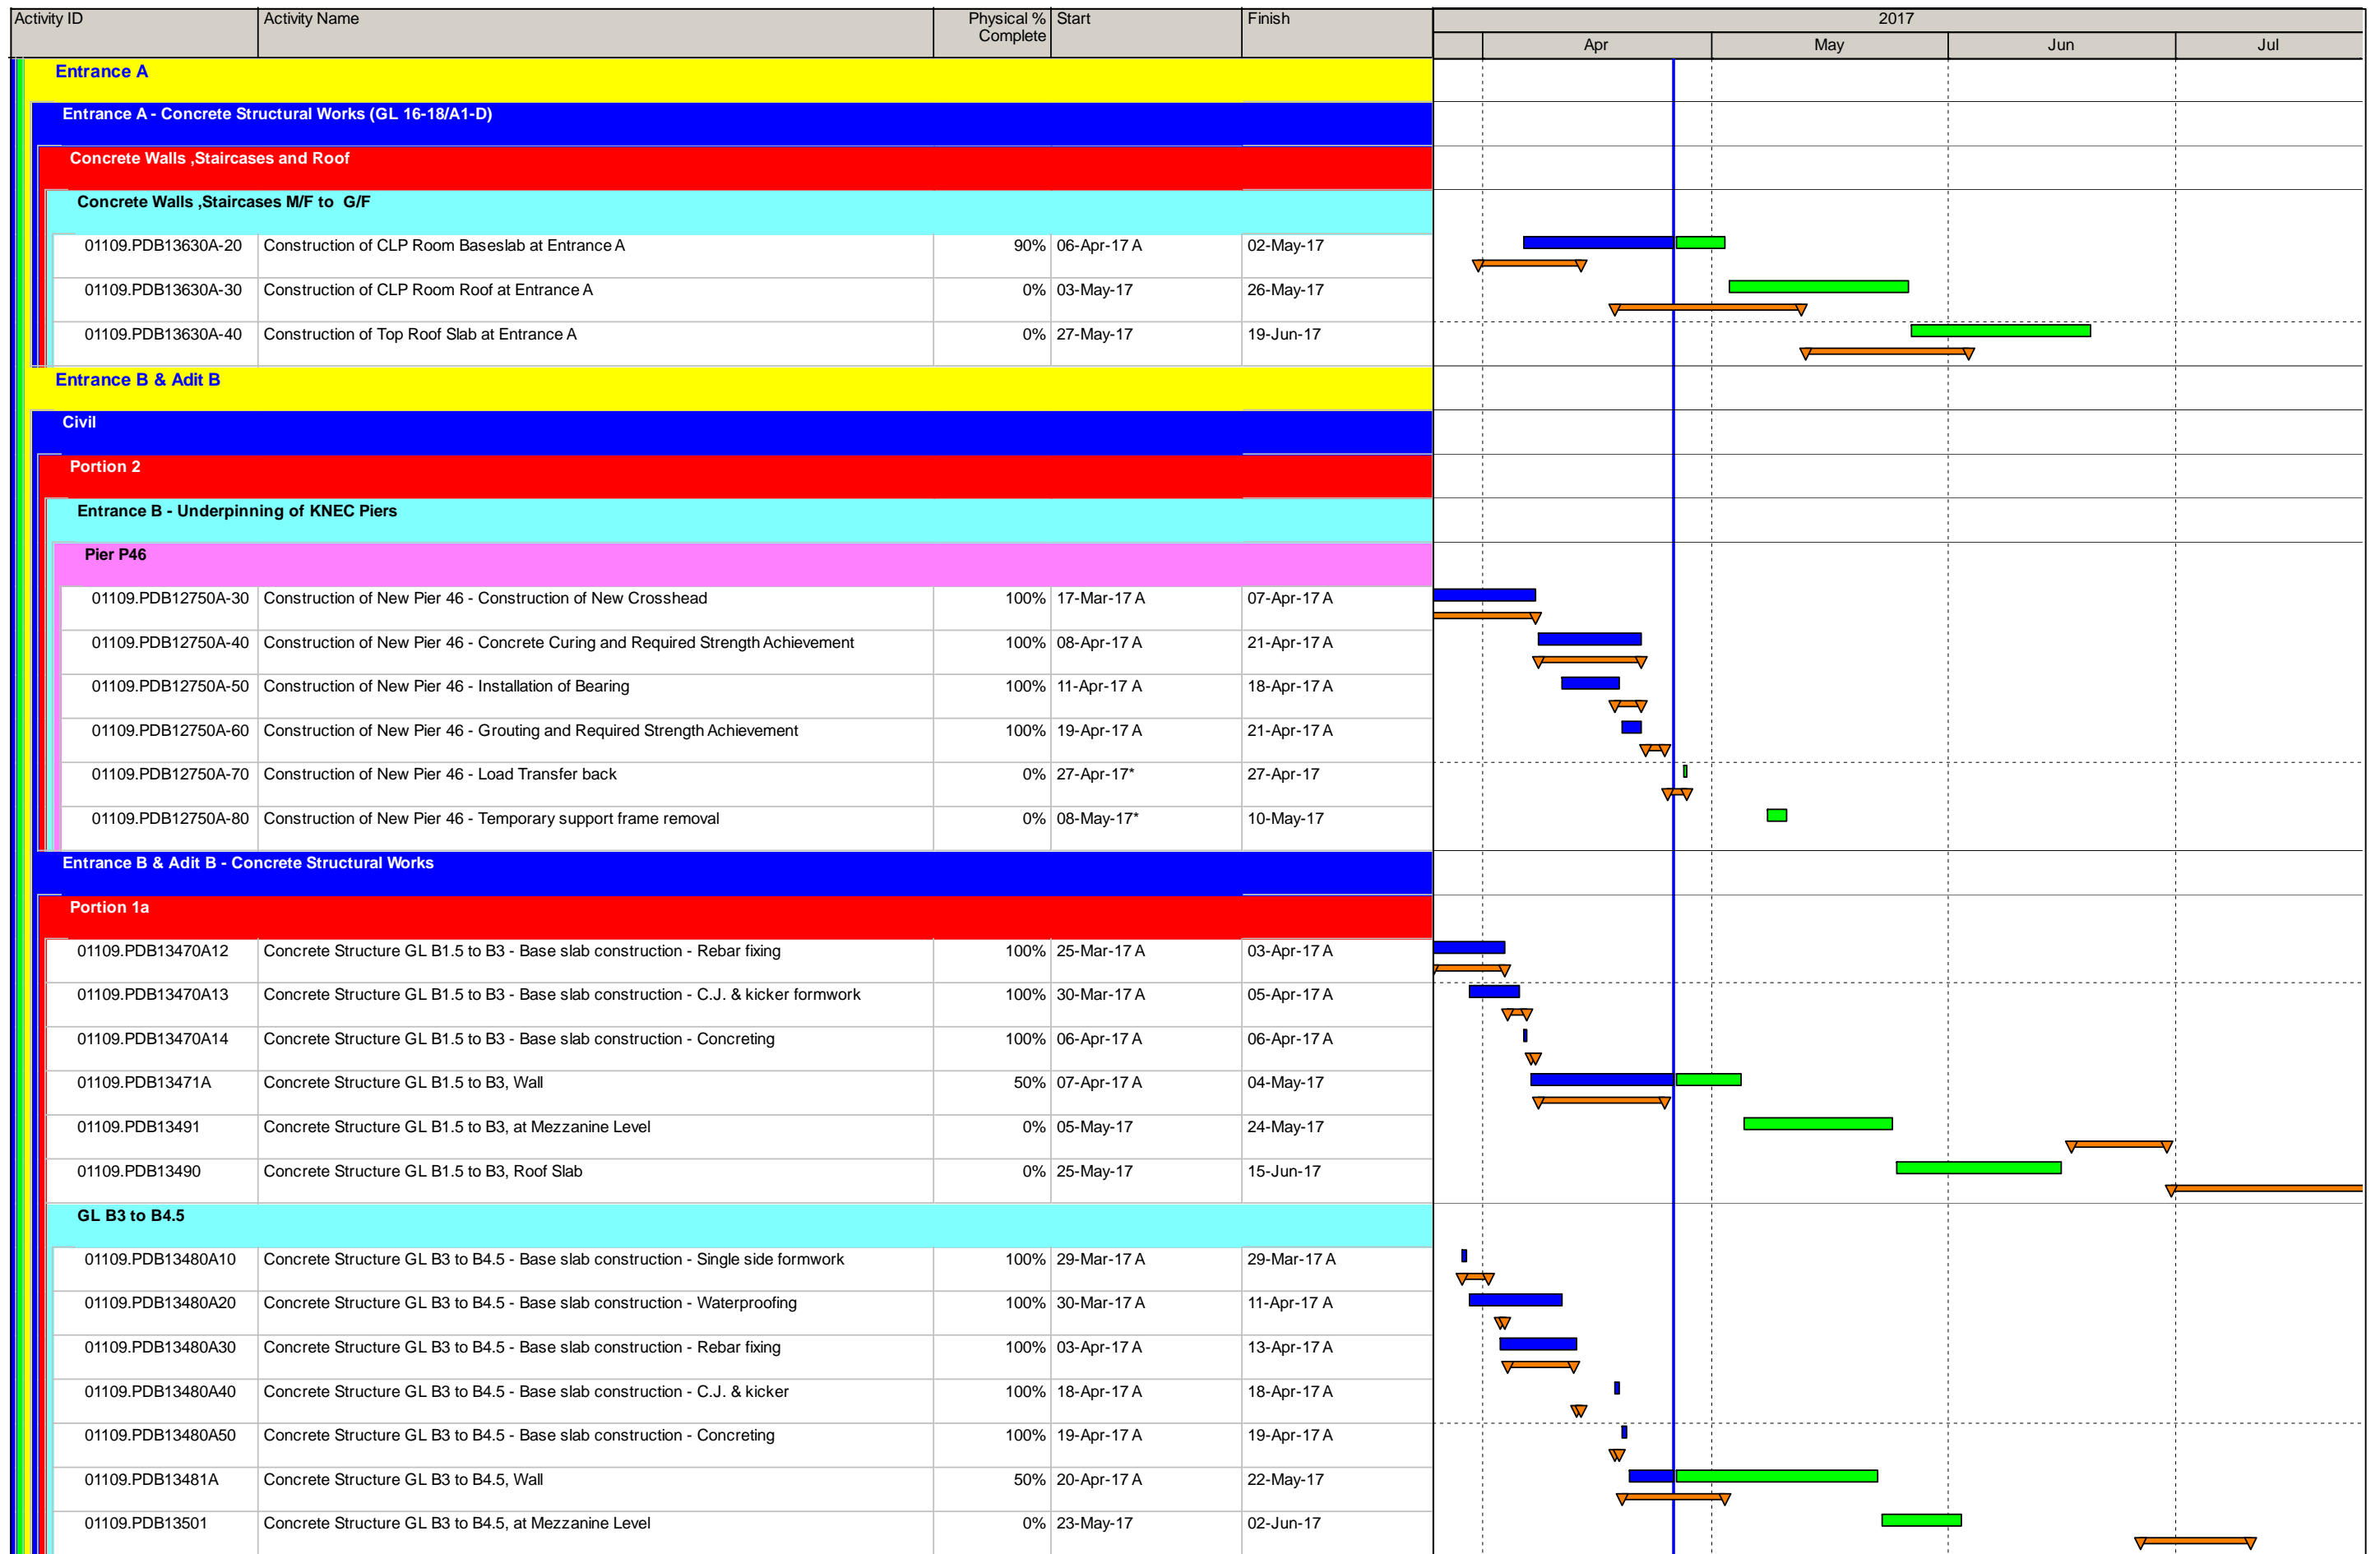 Activity ID Activity Name Physical % Start Finish 2017
Complete Apr May Jun Jul
Entrance A
Entrance A - Concrete Structural Works (GL 16-18/A1-D)
Concrete Walls ,Staircases and Roof
Concrete Walls ,Staircases M/F to G/F
01109.PDB13630A-20 Construction of CLP Room Baseslab at Entrance A 90% 06-Apr-17 A 02-May-17
01109.PDB13630A-30 Construction of CLP Room Roof at Entrance A 0% 03-May-17 26-May-17
01109.PDB13630A-40 Construction of Top Roof Slab at Entrance A 0% 27-May-17 19-Jun-17
Entrance B & Adit B
Civil
Portion 2
Entrance B - Underpinning of KNEC Piers
Pier P46
01109.PDB12750A-30 Construction of New Pier 46 - Construction of New Crosshead 100% 17-Mar-17 A 07-Apr-17 A
01109.PDB12750A-40 Construction of New Pier 46 - Concrete Curing and Required Strength Achievement 100% 08-Apr-17 A 21-Apr-17 A
01109.PDB12750A-50 Construction of New Pier 46 - Installation of Bearing 100% 11-Apr-17 A 18-Apr-17 A
01109.PDB12750A-60 Construction of New Pier 46 - Grouting and Required Strength Achievement 100% 19-Apr-17 A 21-Apr-17 A
01109.PDB12750A-70 Construction of New Pier 46 - Load Transfer back 0% 27-Apr-17* 27-Apr-17
01109.PDB12750A-80 Construction of New Pier 46 - Temporary support frame removal 0% 08-May-17* 10-May-17
Entrance B & Adit B - Concrete Structural Works
Portion 1a
01109.PDB13470A12 Concrete Structure GL B1.5 to B3 - Base slab construction - Rebar fixing 100% 25-Mar-17 A 03-Apr-17 A
01109.PDB13470A13 Concrete Structure GL B1.5 to B3 - Base slab construction - C.J. & kicker formwork 100% 30-Mar-17 A 05-Apr-17 A
01109.PDB13470A14 Concrete Structure GL B1.5 to B3 - Base slab construction - Concreting 100% 06-Apr-17 A 06-Apr-17 A
01109.PDB13471A Concrete Structure GL B1.5 to B3, Wall 50% 07-Apr-17 A 04-May-17
01109.PDB13491 Concrete Structure GL B1.5 to B3, at Mezzanine Level 0% 05-May-17 24-May-17
01109.PDB13490 Concrete Structure GL B1.5 to B3, Roof Slab 0% 25-May-17 15-Jun-17
GL B3 to B4.5
01109.PDB13480A10 Concrete Structure GL B3 to B4.5 - Base slab construction - Single side formwork 100% 29-Mar-17 A 29-Mar-17 A
01109.PDB13480A20 Concrete Structure GL B3 to B4.5 - Base slab construction - Waterproofing 100% 30-Mar-17 A 11-Apr-17 A
01109.PDB13480A30 Concrete Structure GL B3 to B4.5 - Base slab construction - Rebar fixing 100% 03-Apr-17 A 13-Apr-17 A
01109.PDB13480A40 Concrete Structure GL B3 to B4.5 - Base slab construction - C.J. & kicker 100% 18-Apr-17 A 18-Apr-17 A
01109.PDB13480A50 Concrete Structure GL B3 to B4.5 - Base slab construction - Concreting 100% 19-Apr-17 A 19-Apr-17 A
01109.PDB13481A Concrete Structure GL B3 to B4.5, Wall 50% 20-Apr-17 A 22-May-17
01109.PDB13501 Concrete Structure GL B3 to B4.5, at Mezzanine Level 0% 23-May-17 02-Jun-17